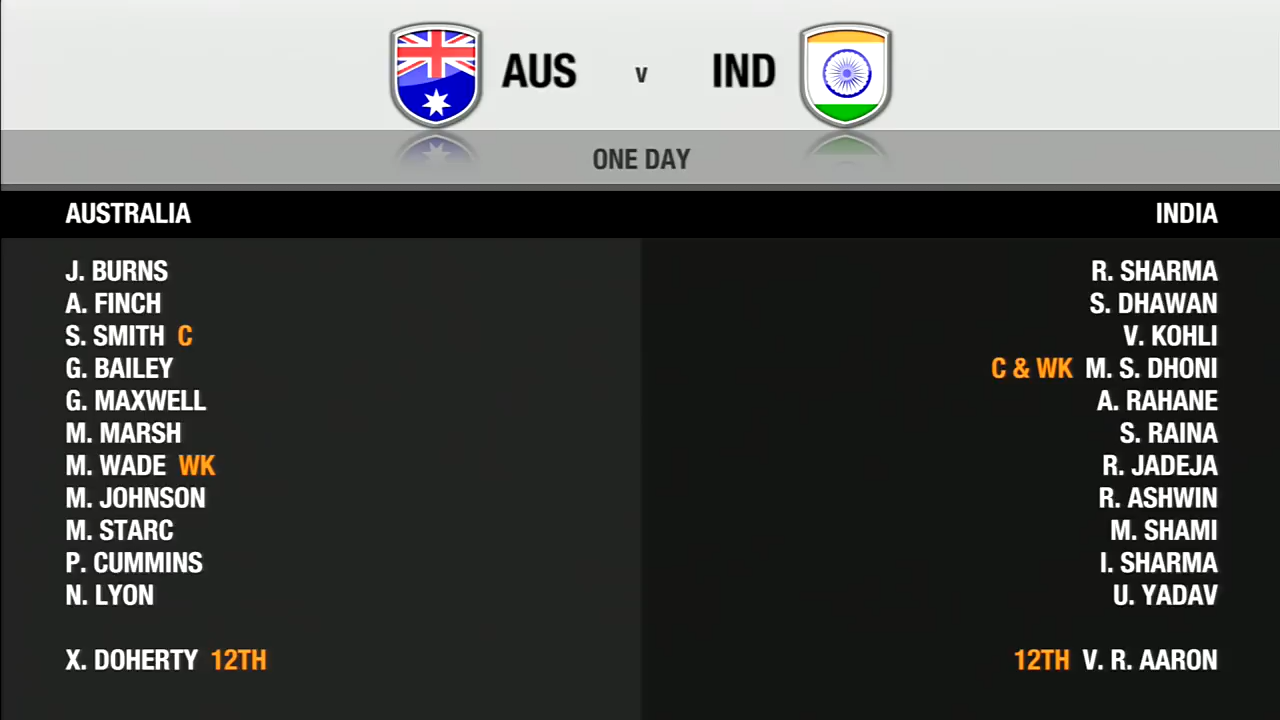 AUS v IND
ONE DAY
AUSTRALIA INDIA
J. BURNS R. SHARMA
A. FINCH S. DHAWAN
S. SMITH C V. KOHLI
G. BAILEY C & WK M. S. DHONI
G. MAXWELL A. RAHANE
M. MARSH S. RAINA
M. WADE WK R. JADEJA
M. JOHNSON R. ASHWIN
M. STARC M. SHAMI
P. CUMMINS I. SHARMA
N. LYON U. YADAV
X. DOHERTY 12TH 12TH V. R. AARON